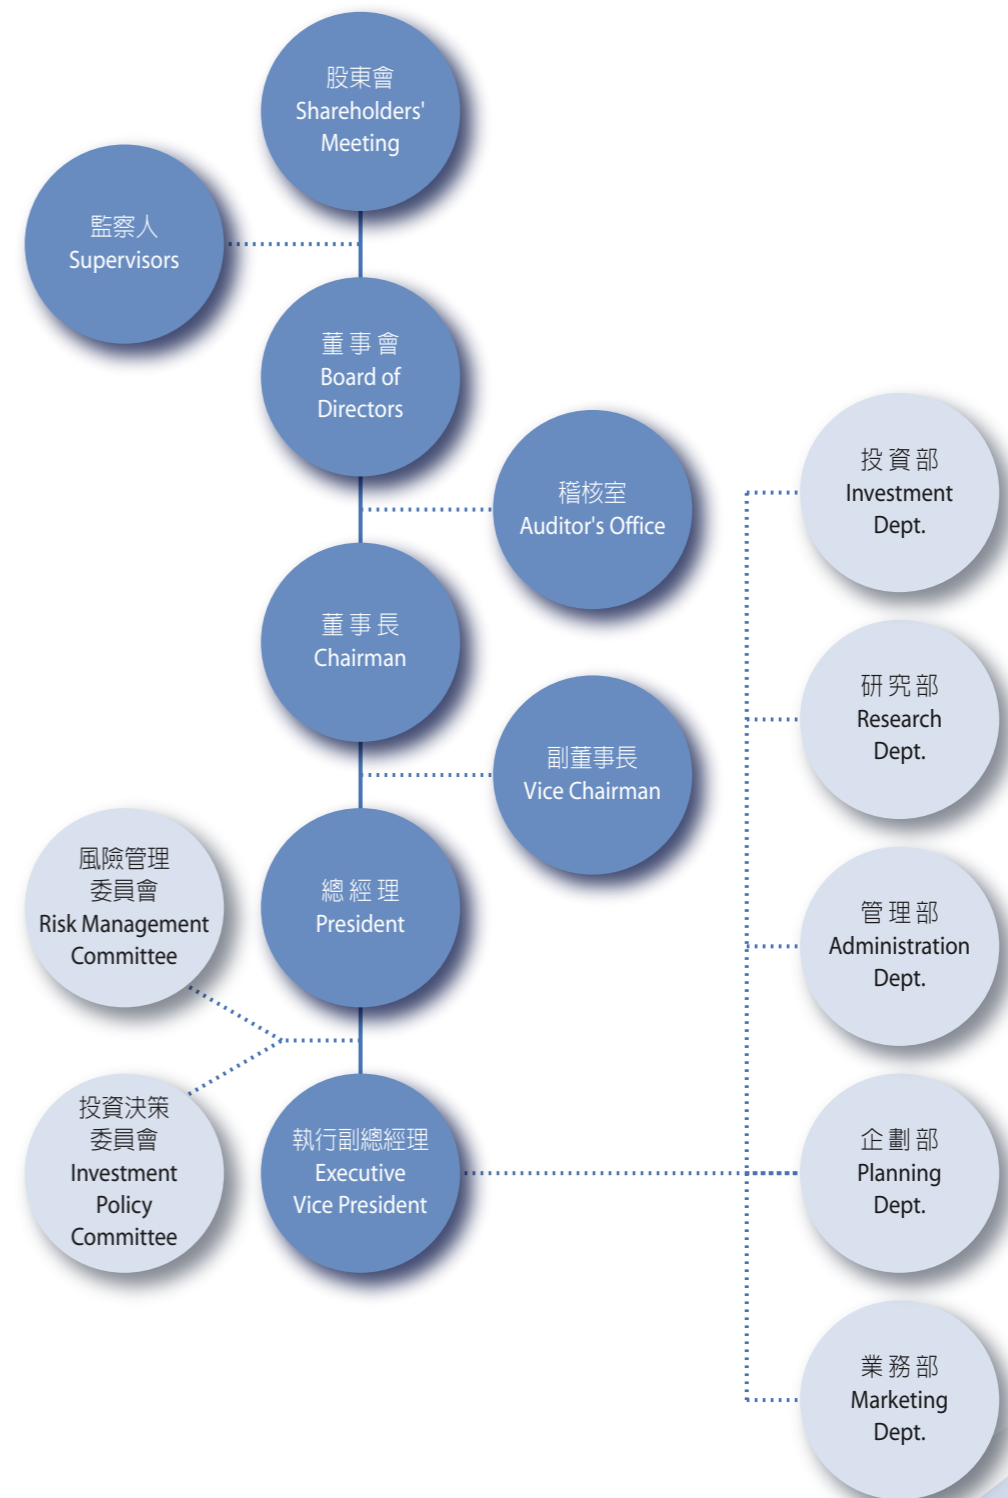 股東會
Shareholders'
Meeting
監察人
Supervisors
董事會
Board of
Directors
稽核室
Auditor's Office
董事長
Chairman
副董事長
Vice Chairman
風險管理
委員會
Risk Management
Committee
總經理
President
投資決策
委員會
Investment
Policy
Committee
執行副總經理
Executive
Vice President
投資部
Investment
Dept.
研究部
Research
Dept.
管理部
Administration
Dept.
企劃部
Planning
Dept.
業務部
Marketing
Dept.